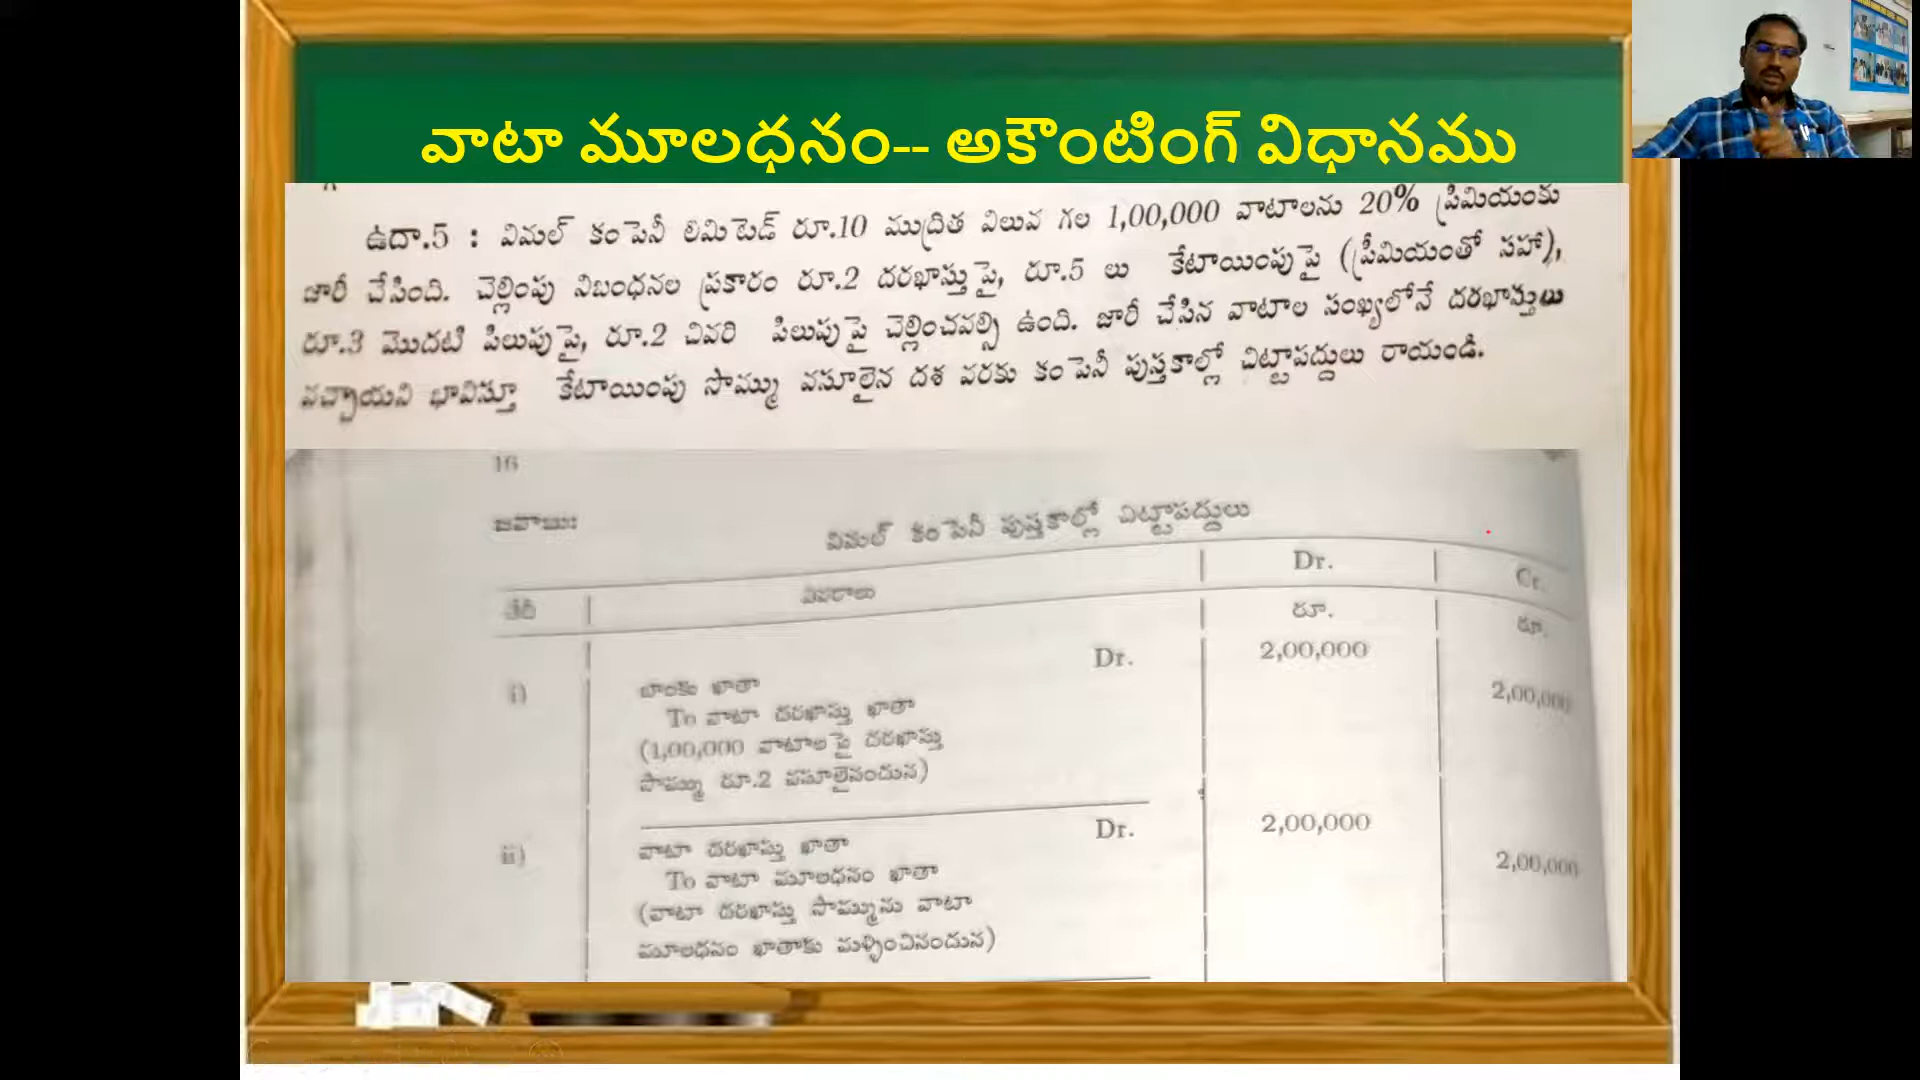 వాటా మూలధనం-- అకౌంటింగ్ విధానము
ఉదా.5 : విమల్ కంపెనీ లిమిటెడ్ రూ.10 ముద్రిత విలువ గల 1,00,000 వాటాలను 20% ప్రీమియంకు
జారీ చేసింది. చెల్లింపు నిబంధనల ప్రకారం రూ.2 దరఖాస్తుపై, రూ.5 లు కేటాయింపుపై (ప్రీమియంతో సహా),
రూ.3 మొదటి పిలుపుపై, రూ.2 చివరి పిలుపుపై చెల్లించవల్సి ఉంది. జారీ చేసిన వాటాల సంఖ్యలోనే దరఖాస్తులు
వచ్చాయని భావిస్తూ కేటాయింపు సొమ్ము వసూలైన దశ వరకు కంపెనీ పుస్తకాల్లో చిట్టాపద్దులు రాయండి.
16
జవాబు:
విమల్ కంపెనీ పుస్తకాల్లో చిట్టాపద్దులు
తేదీ వివరాలు Dr. Cr.
రూ. రూ.
i) బాంకు ఖాతా Dr. 2,00,000
To వాటా దరఖాస్తు ఖాతా 2,00,000
(1,00,000 వాటాలపై దరఖాస్తు
సొమ్ము రూ.2 వసూలైనందున)
ii) వాటా దరఖాస్తు ఖాతా Dr. 2,00,000
To వాటా మూలధనం ఖాతా 2,00,000
(వాటా దరఖాస్తు సొమ్మును వాటా
మూలధనం ఖాతాకు మళ్ళించినందున)